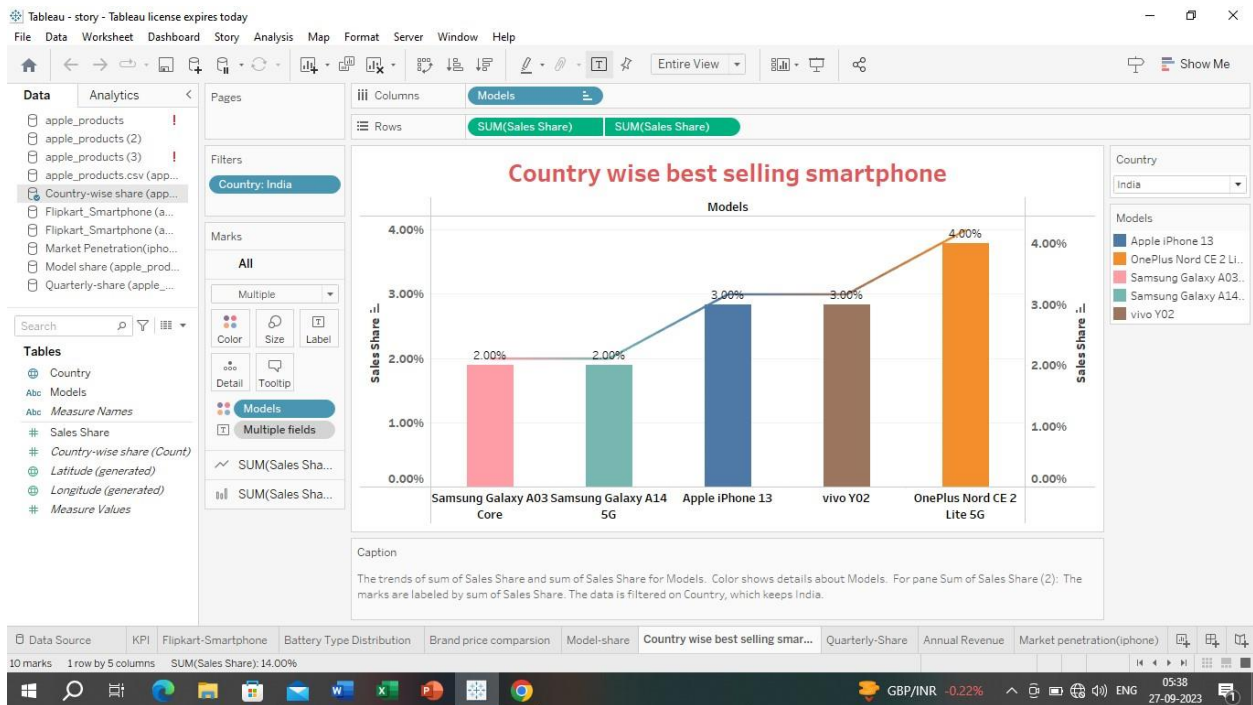 Tableau - story - Tableau license expires today
File Data Worksheet Dashboard Story Analysis Map Format Server Window Help
Entire View
Show Me
Data Analytics
apple_products !
apple_products (2)
apple_products (3) !
apple_products.csv (app...
Country-wise share (app...
Flipkart_Smartphone (a...
Flipkart_Smartphone (a...
Market Penetration(ipho...
Model share (apple_prod...
Quarterly-share (apple_...
Search
Tables
Country
Abc Models
Abc Measure Names
# Sales Share
# Country-wise share (Count)
Latitude (generated)
Longitude (generated)
# Measure Values
Pages
Filters
Country: India
Marks
All
Multiple
Color Size Label
Detail Tooltip
Models
Multiple fields
SUM(Sales Sha...
SUM(Sales Sha...
Columns Models
Rows SUM(Sales Share) SUM(Sales Share)
Country wise best selling smartphone
Models
Sales Share
4.00%
3.00%
2.00%
1.00%
0.00%
2.00% 2.00% 3.00% 3.00% 4.00%
4.00%
3.00%
2.00%
1.00%
0.00%
Sales Share
Samsung Galaxy A03 Core
Samsung Galaxy A14 5G
Apple iPhone 13
vivo Y02
OnePlus Nord CE 2 Lite 5G
Country
India
Models
Apple iPhone 13
OnePlus Nord CE 2 Li..
Samsung Galaxy A03..
Samsung Galaxy A14..
vivo Y02
Caption
The trends of sum of Sales Share and sum of Sales Share for Models. Color shows details about Models. For pane Sum of Sales Share (2): The
marks are labeled by sum of Sales Share. The data is filtered on Country, which keeps India.
Data Source KPI Flipkart-Smartphone Battery Type Distribution Brand price comparsion Model-share Country wise best selling smar... Quarterly-Share Annual Revenue Market penetration(iphone)
10 marks 1 row by 5 columns SUM(Sales Share): 14.00%
GBP/INR -0.22% ENG
05:38
27-09-2023
1